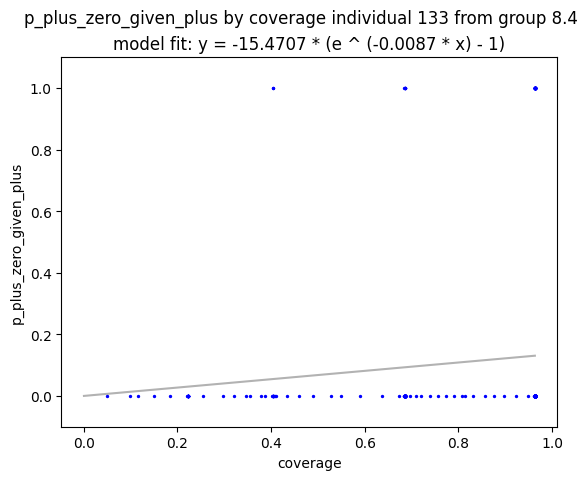 p_plus_zero_given_plus by coverage individual 133 from group 8.4
model fit: y = -15.4707 * (e ^ (-0.0087 * x) - 1)
1.0
0.8
0.6
0.4
0.2
0.0
p_plus_zero_given_plus
0.0 0.2 0.4 0.6 0.8 1.0
coverage